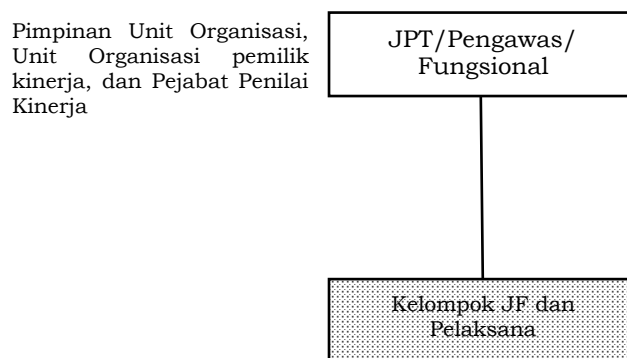 Pimpinan Unit Organisasi,
Unit Organisasi pemilik
kinerja, dan Pejabat Penilai
Kinerja
JPT/Pengawas/
Fungsional
Kelompok JF dan
Pelaksana